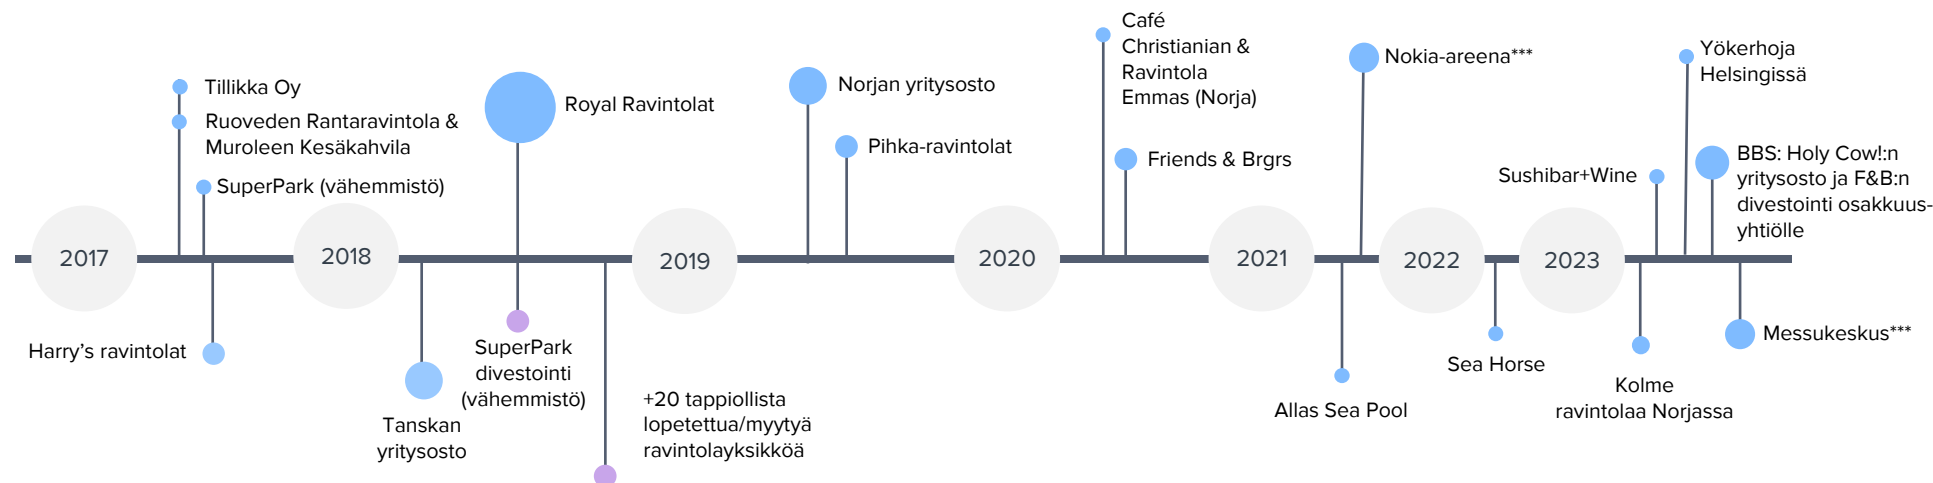 Tillikka Oy
Ruoveden Rantaravintola &
Muroleen Kesäkahvila
SuperPark (vähemmistö)
Royal Ravintolat
Norjan yritysosto
Pihka-ravintolat
Café
Christianian &
Ravintola
Emmas (Norja)
Friends & Brgrs
Nokia-areena***
Sushibar+Wine
Yökerhoja
Helsingissä
BBS: Holy Cow!:n
yritysosto ja F&B:n
divestointi osakkuus-
yhtiölle
2017
2018
2019
2020
2021
2022
2023
Harry's ravintolat
Tanskan
yritysosto
SuperPark
divestointi
(vähemmistö)
+20 tappiollista
lopetettua/myytyä
ravintolayksikköä
Allas Sea Pool
Sea Horse
Kolme
ravintolaa Norjassa
Messukeskus***